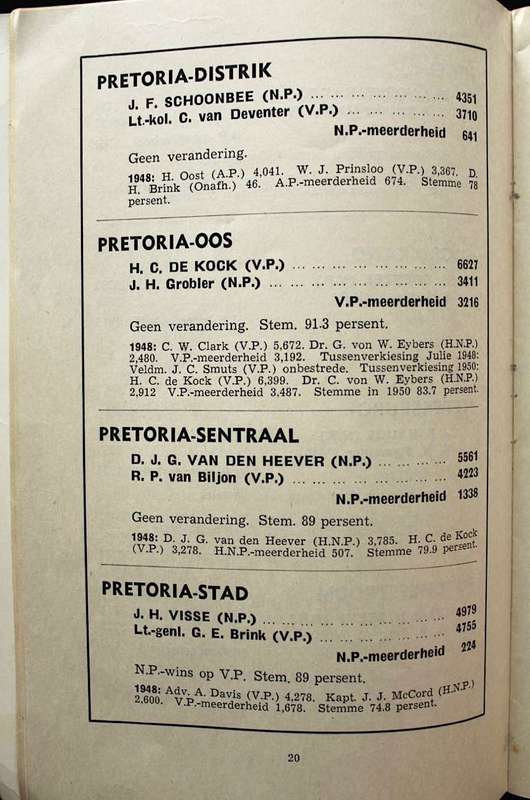 PRETORIA-DISTRIK
J. F. SCHOONBEE (N.P.) ... ... ... ... ... ... ... 4351
Lt.-kol. C. van Deventer (V.P.) ... ... ... ... ... 3710
N.P.-meerderheid 641
Geen verandering.
1948: H. Oost (A.P.) 4,041. W. J. Prinsloo (V.P.) 3,367. D.
H. Brink (Onafh.) 46. A.P.-meerderheid 674. Stemme 78
persent.
PRETORIA-OOS
H. C. DE KOCK (V.P.) ... ... ... ... ... ... ... ... 6627
J. H. Grobler (N.P.) ... ... ... ... ... ... ... ... ... 3411
V.P.-meerderheid 3216
Geen verandering. Stem. 91.3 persent.
1948: C. W. Clark (V.P.) 5,672. Dr. G. von W. Eybers (H.N.P.)
2,480. V.P.-meerderheid 3,192. Tussenverkiesing Julie 1948:
Veldm. J. C. Smuts (V.P.) onbestrede. Tussenverkiesing 1950:
H. C. de Kock (V.P.) 6,399. Dr. C. von W. Eybers (H.N.P.)
2,912 V.P.-meerderheid 3,487. Stemme in 1950 83.7 persent.
PRETORIA-SENTRAAL
D. J. G. VAN DEN HEEVER (N.P.) ... ... ... ... 5561
R. P. van Biljon (V.P.) ... ... ... ... ... ... ... ... 4223
N.P.-meerderheid 1338
Geen verandering. Stem. 89 persent.
1948: D. J. G. van den Heever (H.N.P.) 3,785. H. C. de Kock
(V.P.) 3,278. H.N.P.-meerderheid 507. Stemme 79.9 persent.
PRETORIA-STAD
J. H. VISSE (N.P.) ... ... ... ... ... ... ... ... ... 4979
Lt.-genl. G. E. Brink (V.P.) ... ... ... ... ... ... 4755
N.P.-meerderheid 224
N.P.-wins op V.P. Stem. 89 persent.
1948: Adv. A. Davis (V.P.) 4,278. Kapt. J. J. McCord (H.N.P.)
2,600. V.P.-meerderheid 1,678. Stemme 74.8 persent.
20